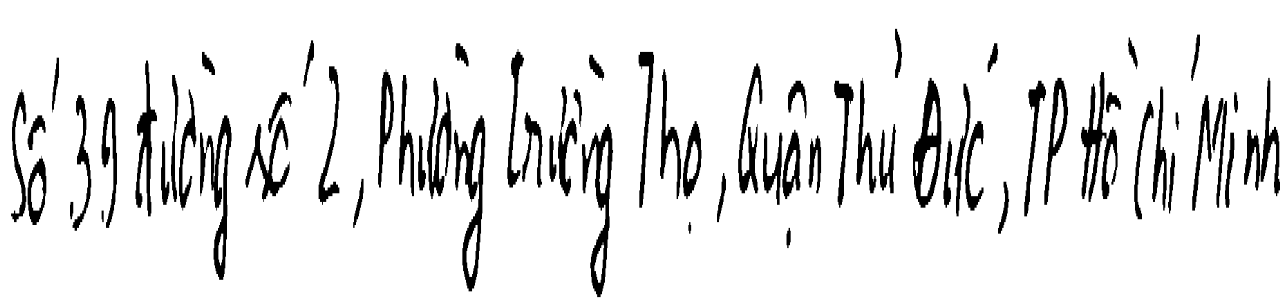 Số 39 đường số 2, Phường Trường Thọ, Quận Thủ Đức, TP Hồ Chí Minh